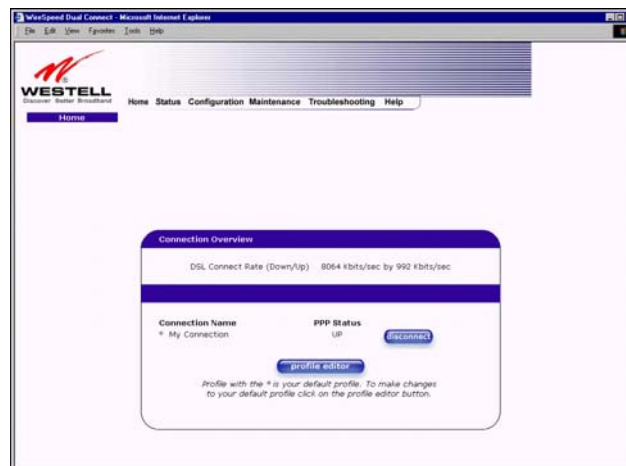 WireSpeed Dual Connect - Microsoft Internet Explorer
File Edit View Favorites Tools Help
WESTELL
Discover Better Broadband
Home Status Configuration Maintenance Troubleshooting Help
Home
Connection Overview
DSL Connect Rate (Down/Up) 8064 Kbits/sec by 992 Kbits/sec
Connection Name PPP Status
* My Connection UP disconnect
profile editor
Profile with the * is your default profile. To make changes
to your default profile click on the profile editor button.